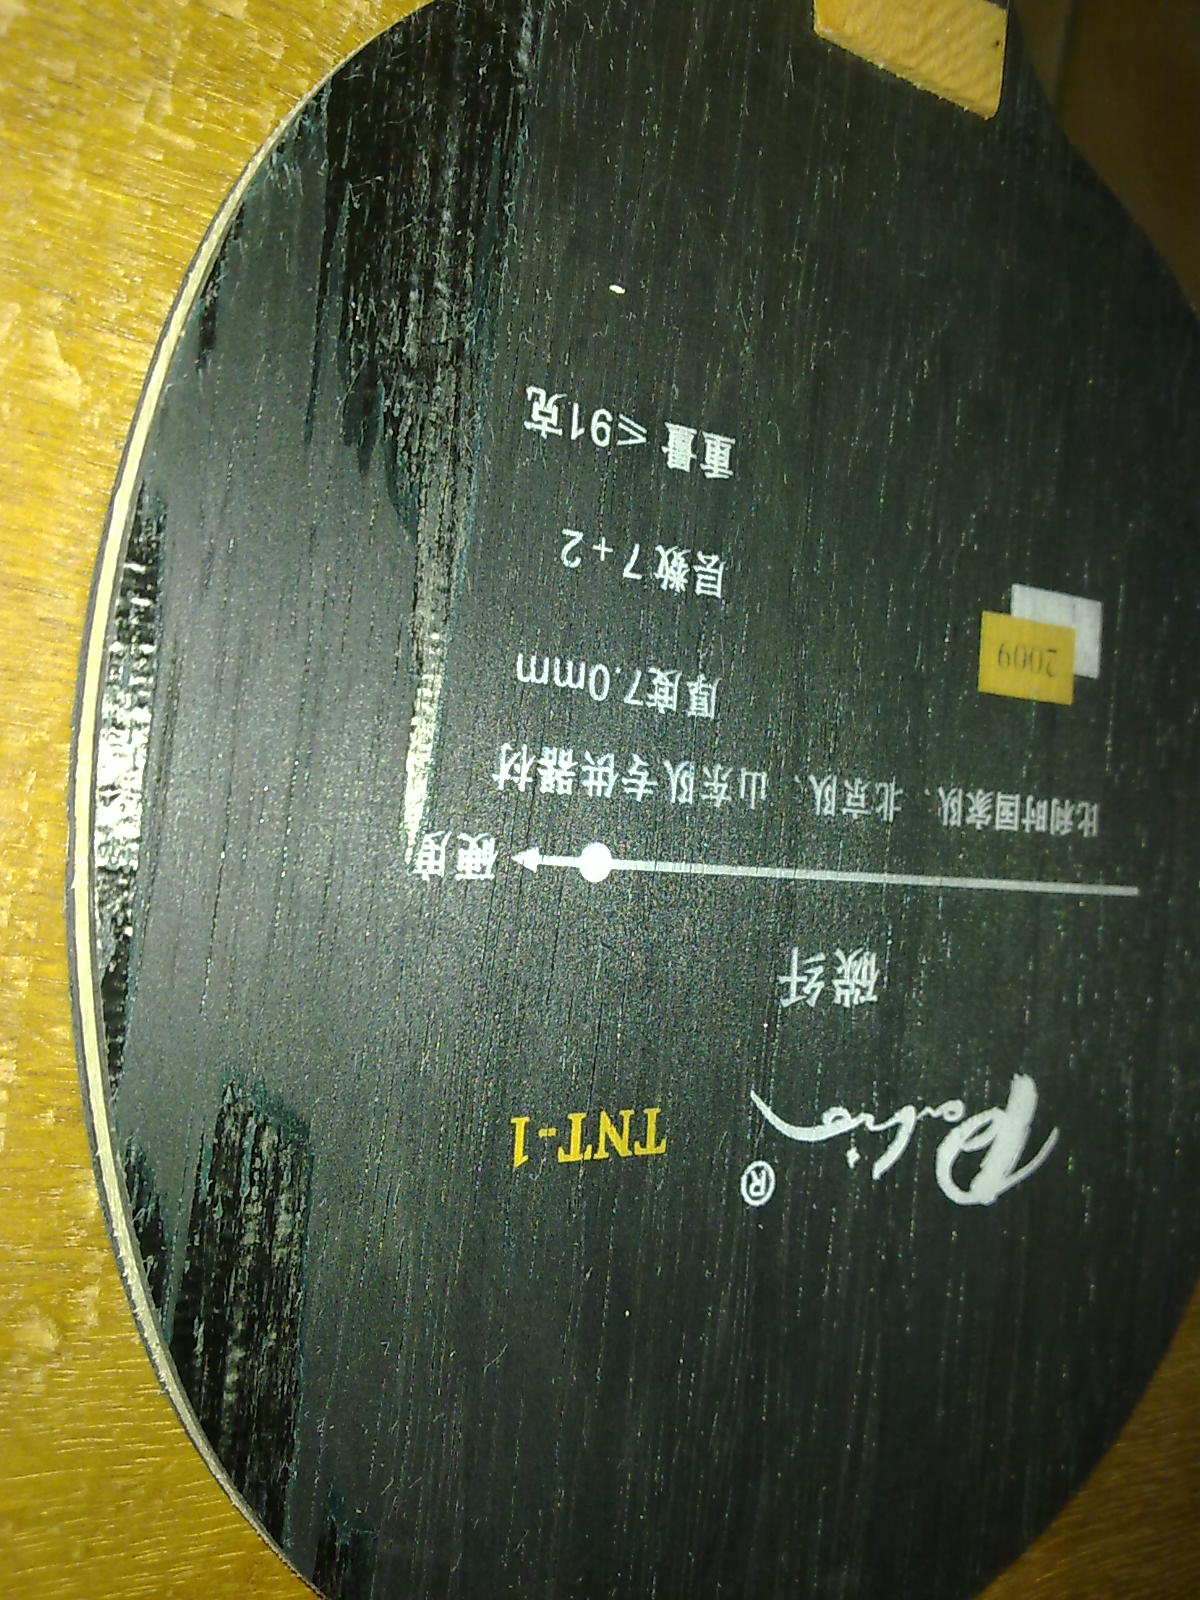 Palio®
TNT-1
碳纤
硬度
比利时国家队、北京队、山东队专供器材
2009
厚度7.0mm
层数7+2
重量≤91克